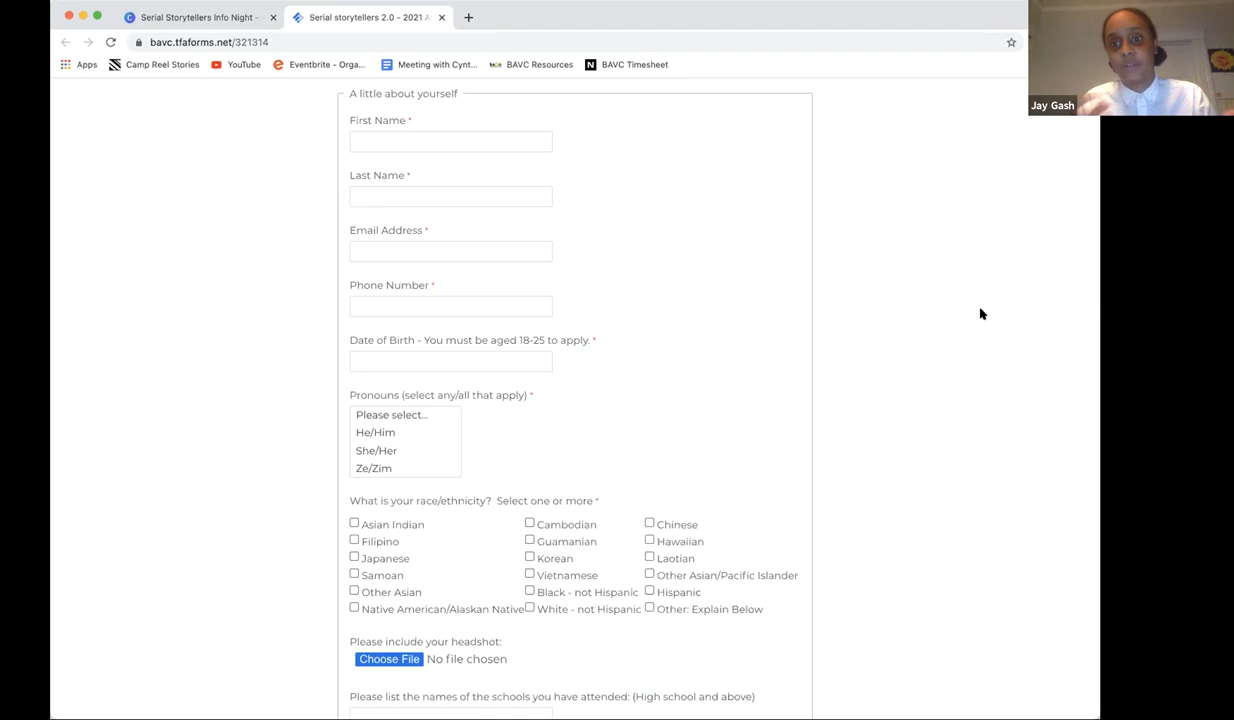 Serial Storytellers Info Night -
Serial storytellers 2.0 - 2021 A
bavc.tfaforms.net/321314
Apps Camp Reel Stories YouTube Eventbrite - Orga... Meeting with Cynt... BAVC Resources BAVC Timesheet
Jay Gash
A little about yourself
First Name *
Last Name *
Email Address *
Phone Number *
Date of Birth - You must be aged 18-25 to apply. *
Pronouns (select any/all that apply) *
Please select...
He/Him
She/Her
Ze/Zim
What is your race/ethnicity? Select one or more *
Asian Indian Cambodian Chinese
Filipino Guamanian Hawaiian
Japanese Korean Laotian
Samoan Vietnamese Other Asian/Pacific Islander
Other Asian Black - not Hispanic Hispanic
Native American/Alaskan Native White - not Hispanic Other: Explain Below
Please include your headshot:
Choose File No file chosen
Please list the names of the schools you have attended: (High school and above)